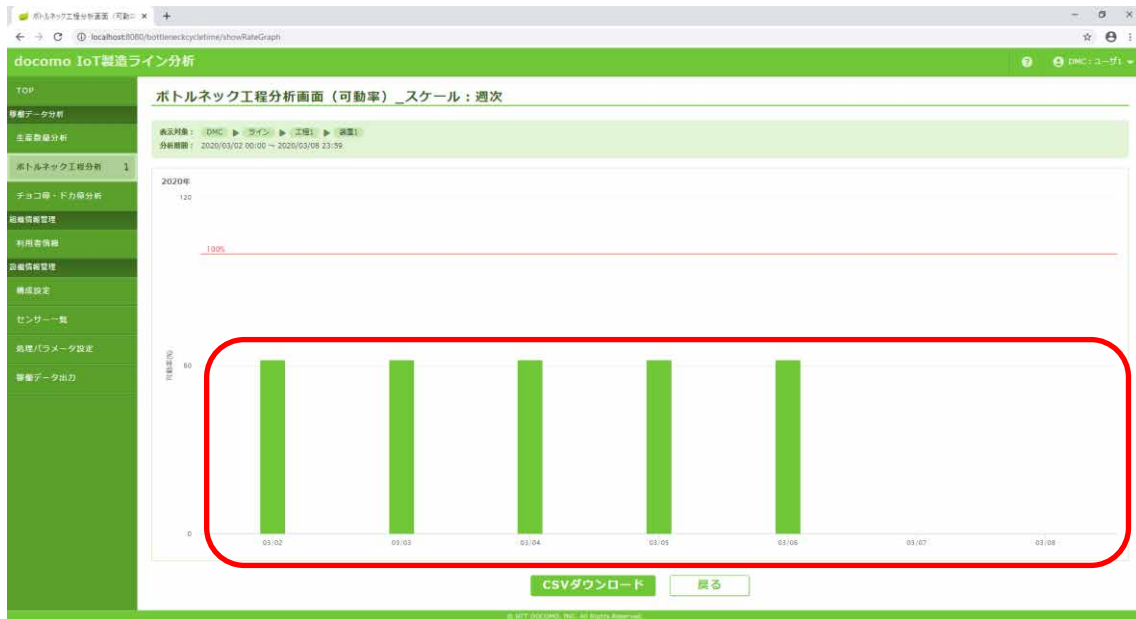 ボトルネック工程分析画面（可動率
localhost:8080/bottleneckcycletime/showRateGraph
docomo IoT製造ライン分析
DMC：ユーザ1
TOP
稼働データ分析
生産数量分析
ボトルネック工程分析
チョコ停・ドカ停分析
組織情報管理
利用者情報
設備情報管理
構成設定
センサー一覧
処理パラメータ設定
稼働データ出力
ボトルネック工程分析画面（可動率）_スケール：週次
表示対象： DMC ▶ ライン ▶ 工程1 ▶ 装置1
分析期間： 2020/03/02 00:00 ～ 2020/03/08 23:59
2020年
120
100%
可動率(%)
60
0
03/02 03/03 03/04 03/05 03/06 03/07 03/08
CSVダウンロード 戻る
© NTT DOCOMO, INC. All Rights Reserved.